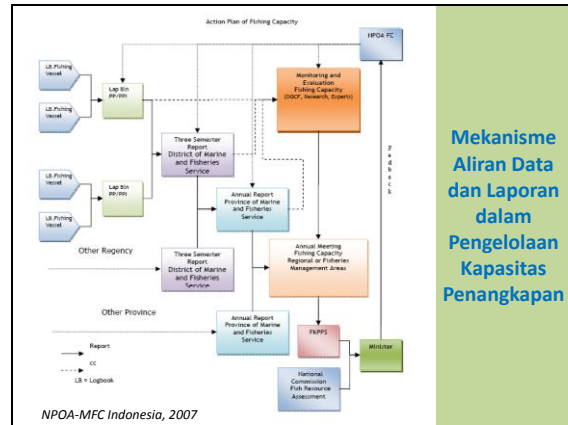 Action Plan of Fishing Capacity
NPOA FC
LB.Fishing
Vessel
LB.Fishing
Vessel
Lap Bln
PP/PPI
Monitoring and
Evaluation
Fishing Capacity
(DGCF, Research, Experts)
Three Semester
Report
District of Marine
and Fisheries
Service
Feedback
LB.Fishing
Vessel
LB.Fishing
Vessel
Lap Bln
PP/PPI
Annual Report
Province of Marine
and Fisheries
Service
Other Regency
Three Semester
Report
District of Marine
and Fisheries
Service
Annual Meeting
Fishing Capacity
Regional or Fisheries
Management Areas
Other Province
Annual Report
Province of Marine
and Fisheries
Service
FKPPS
Minister
National
Commission
Fish Resource
Assessment
Report
cc
LB = Logbook
NPOA-MFC Indonesia, 2007
Mekanisme
Aliran Data
dan Laporan
dalam
Pengelolaan
Kapasitas
Penangkapan